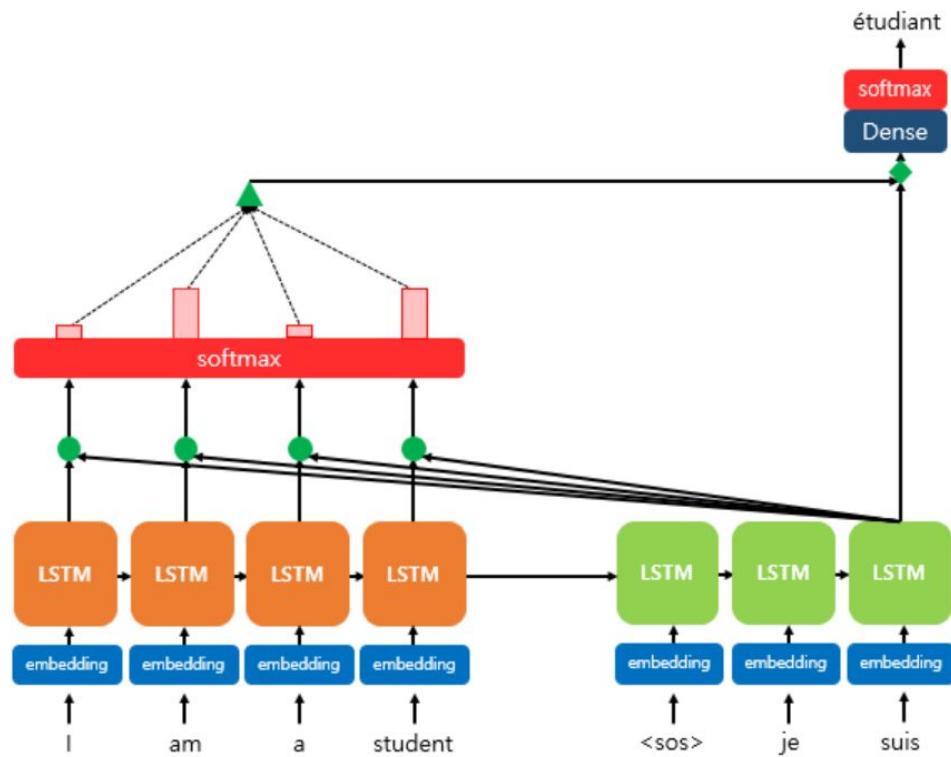 étudiant
softmax
Dense
softmax
LSTM LSTM LSTM LSTM LSTM LSTM LSTM
embedding embedding embedding embedding embedding embedding embedding
I am a student <sos> je suis